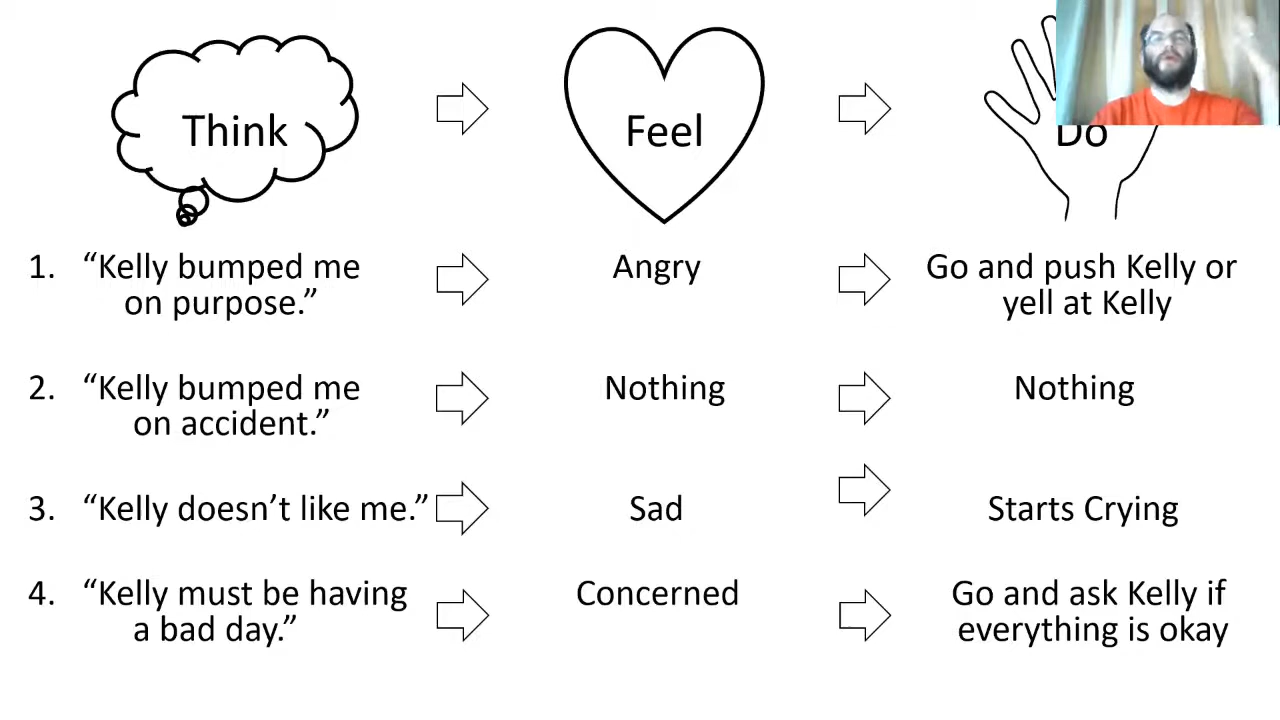 Think
Feel
Do
1. “Kelly bumped me
on purpose.”
Angry
Go and push Kelly or
yell at Kelly
2. “Kelly bumped me
on accident.”
Nothing
Nothing
3. “Kelly doesn’t like me.”
Sad
Starts Crying
4. “Kelly must be having
a bad day.”
Concerned
Go and ask Kelly if
everything is okay